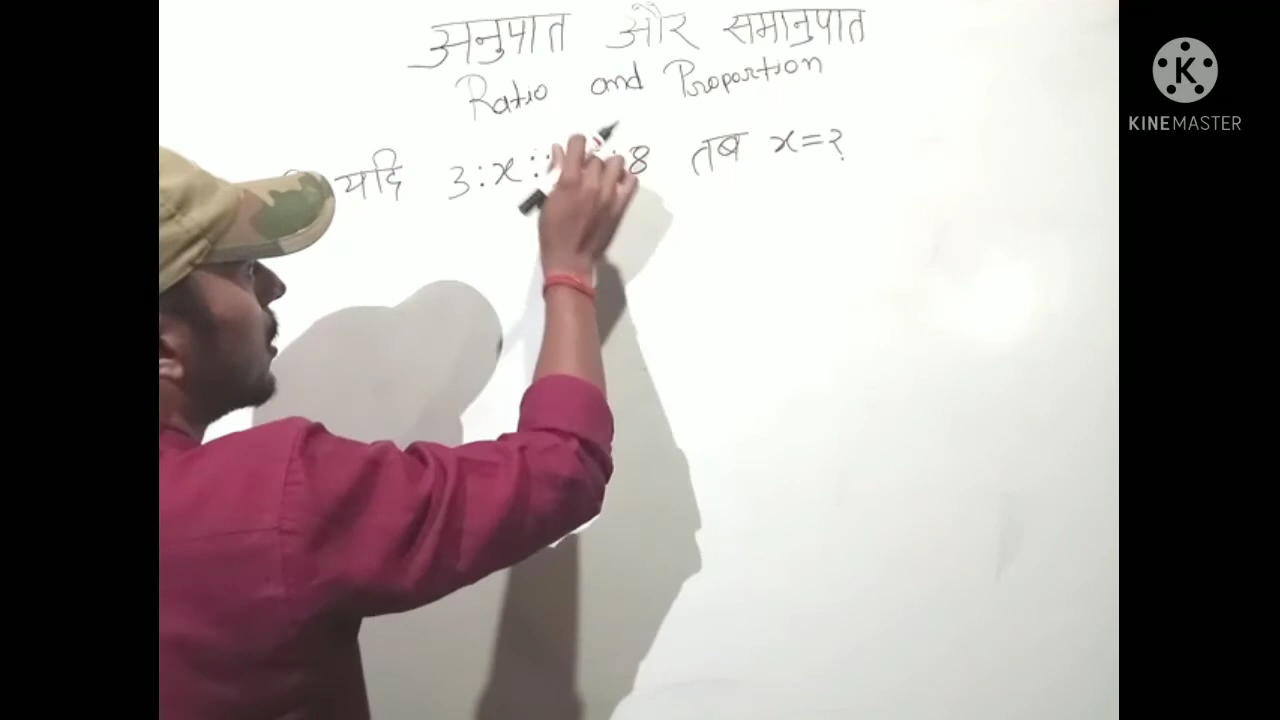 अनुपात और समानुपात
Ratio and Proportion
यदि 3:x: :8 तब x=?
K
KINEMASTER